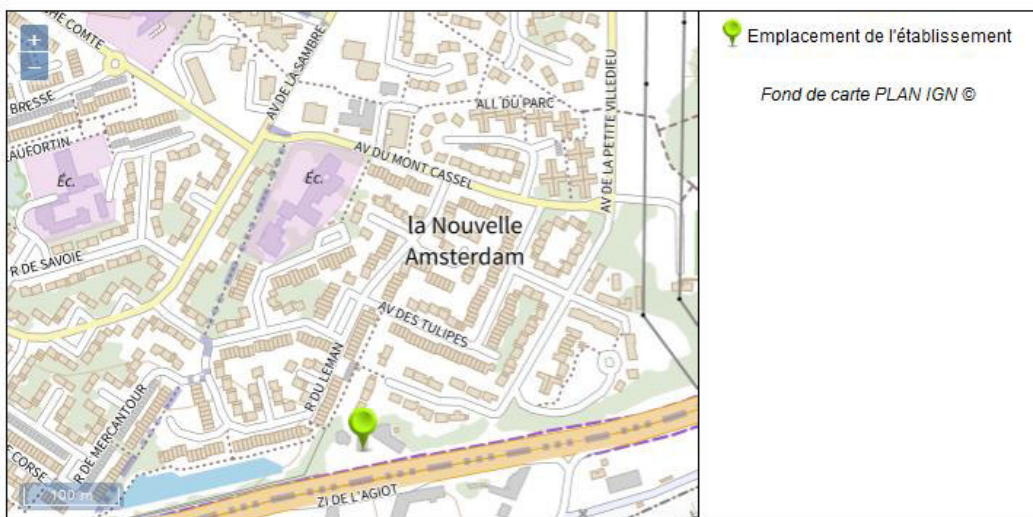 +
–
HE COMTE
BRESSE
EAUFORTIN
Éc.
R DE SAVOIE
AV DE LA SAMBRE
ALL DU PARC
AV DU MONT CASSEL
Éc.
AV DE LA PETITE VILLEDIEU
la Nouvelle
Amsterdam
AV DES TULIPES
R DU LEMAN
R DE MERCANTOUR
E CORSE
100 m
ZI DE L'AGIOT
Emplacement de l'établissement
Fond de carte PLAN IGN ©